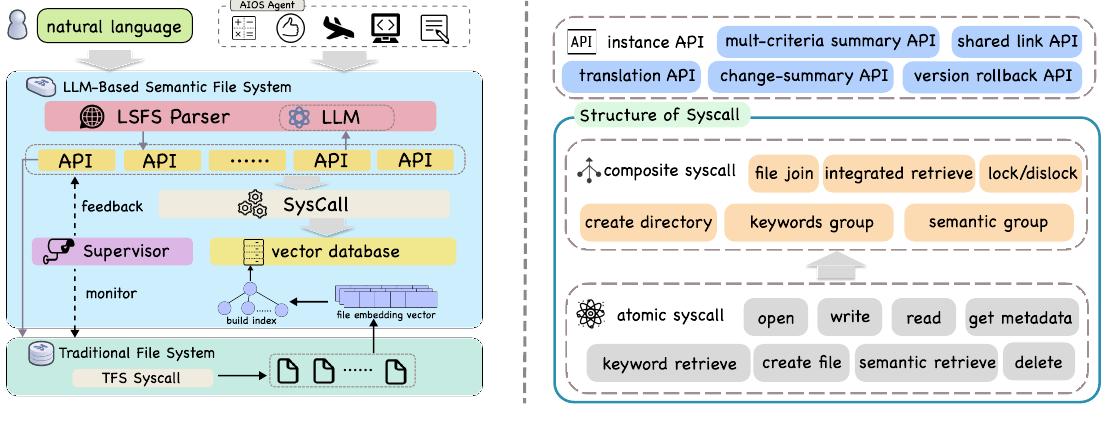 AIOS Agent
natural language
LLM-Based Semantic File System
LSFS Parser
LLM
API
API
......
API
API
feedback
SysCall
Supervisor
vector database
monitor
......
build index
file embedding vector
Traditional File System
TFS Syscall
......
API
instance API
mult-criteria summary API
shared link API
translation API
change-summary API
version rollback API
Structure of Syscall
composite syscall
file join
integrated retrieve
lock/dislock
create directory
keywords group
semantic group
atomic syscall
open
write
read
get metadata
keyword retrieve
create file
semantic retrieve
delete